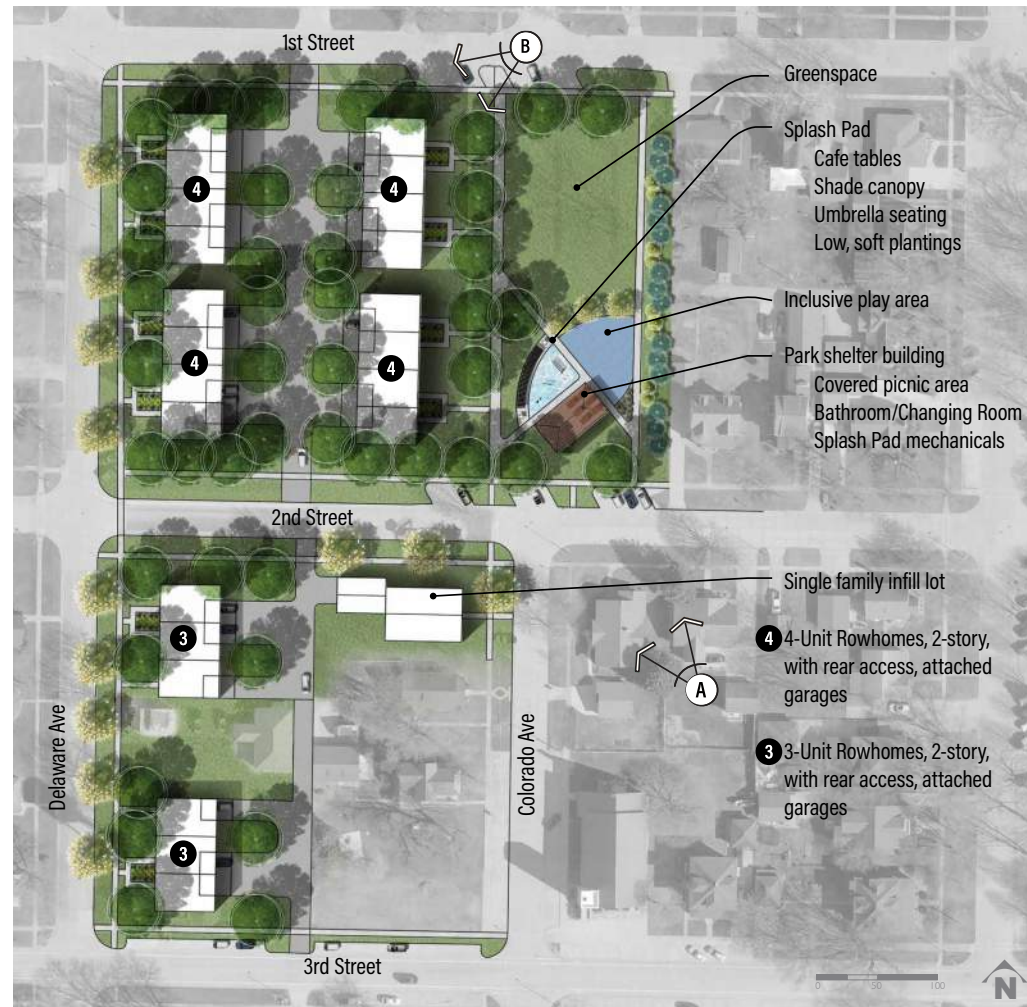 1st Street
B
Greenspace
Splash Pad
Cafe tables
Shade canopy
Umbrella seating
Low, soft plantings
4
4
Inclusive play area
Park shelter building
Covered picnic area
Bathroom/Changing Room
Splash Pad mechanicals
4
4
2nd Street
Single family infill lot
3
4 4-Unit Rowhomes, 2-story,
with rear access, attached
garages
A
3 3-Unit Rowhomes, 2-story,
with rear access, attached
garages
Delaware Ave
Colorado Ave
3
3rd Street
0 50 100
N